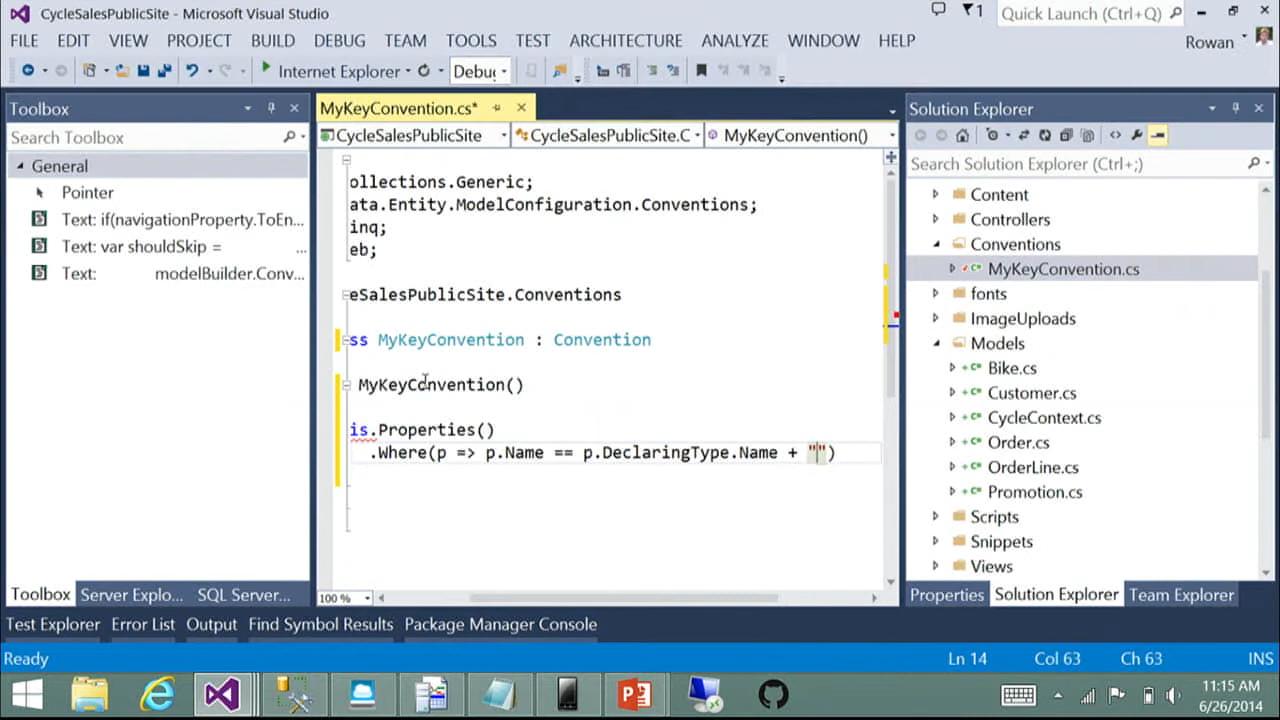 CycleSalesPublicSite - Microsoft Visual Studio
1
Quick Launch (Ctrl+Q)
FILE EDIT VIEW PROJECT BUILD DEBUG TEAM TOOLS TEST ARCHITECTURE ANALYZE WINDOW HELP
Rowan
Internet Explorer
Debug
Toolbox
Search Toolbox
General
Pointer
Text: if(navigationProperty.ToEn...
Text: var shouldSkip = ...
Text: modelBuilder.Conv...
Toolbox Server Explo... SQL Server...
MyKeyConvention.cs*
CycleSalesPublicSite CycleSalesPublicSite.C MyKeyConvention()
ollections.Generic;
ata.Entity.ModelConfiguration.Conventions;
inq;
eb;
eSalesPublicSite.Conventions
ss MyKeyConvention : Convention
MyKeyConvention()
is.Properties()
.Where(p => p.Name == p.DeclaringType.Name + "")
100 %
Solution Explorer
Search Solution Explorer (Ctrl+;)
Content
Controllers
Conventions
MyKeyConvention.cs
fonts
ImageUploads
Models
Bike.cs
Customer.cs
CycleContext.cs
Order.cs
OrderLine.cs
Promotion.cs
Scripts
Snippets
Views
Properties Solution Explorer Team Explorer
Test Explorer Error List Output Find Symbol Results Package Manager Console
Ready
Ln 14 Col 63 Ch 63 INS
11:15 AM
6/26/2014